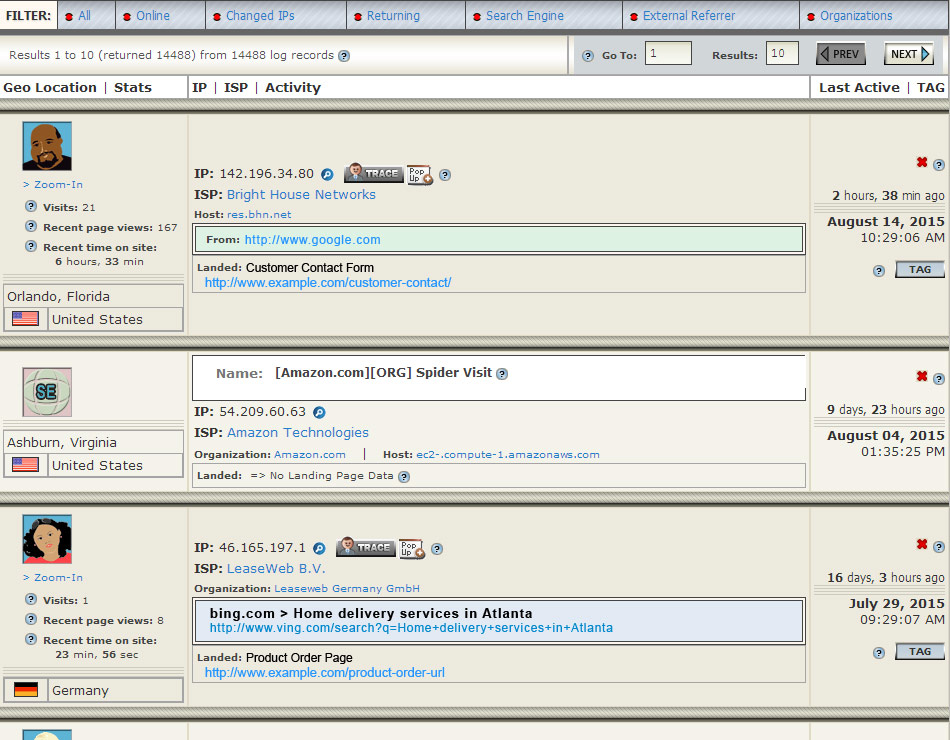 FILTER: All Online Changed IPs Returning Search Engine External Referrer Organizations
Results 1 to 10 (returned 14488) from 14488 log records ? ? Go To: 1 Results: 10 PREV NEXT
Geo Location | Stats IP | ISP | Activity Last Active | TAG
> Zoom-In
? Visits: 21
? Recent page views: 167
? Recent time on site:
6 hours, 33 min
Orlando, Florida
United States
IP: 142.196.34.80 TRACE Pop Up ?
ISP: Bright House Networks
Host: res.bhn.net
From: http://www.google.com
Landed: Customer Contact Form
http://www.example.com/customer-contact/
?
2 hours, 38 min ago
August 14, 2015
10:29:06 AM
? TAG
SE
Ashburn, Virginia
United States
Name: [Amazon.com][ORG] Spider Visit ?
IP: 54.209.60.63
ISP: Amazon Technologies
Organization: Amazon.com | Host: ec2-.compute-1.amazonaws.com
Landed: => No Landing Page Data ?
?
9 days, 23 hours ago
August 04, 2015
01:35:25 PM
> Zoom-In
? Visits: 1
? Recent page views: 8
? Recent time on site:
23 min, 56 sec
Germany
IP: 46.165.197.1 TRACE Pop Up ?
ISP: LeaseWeb B.V.
Organization: Leaseweb Germany GmbH
bing.com > Home delivery services in Atlanta
http://www.ving.com/search?q=Home+delivery+services+in+Atlanta
Landed: Product Order Page
http://www.example.com/product-order-url
?
16 days, 3 hours ago
July 29, 2015
09:29:07 AM
? TAG